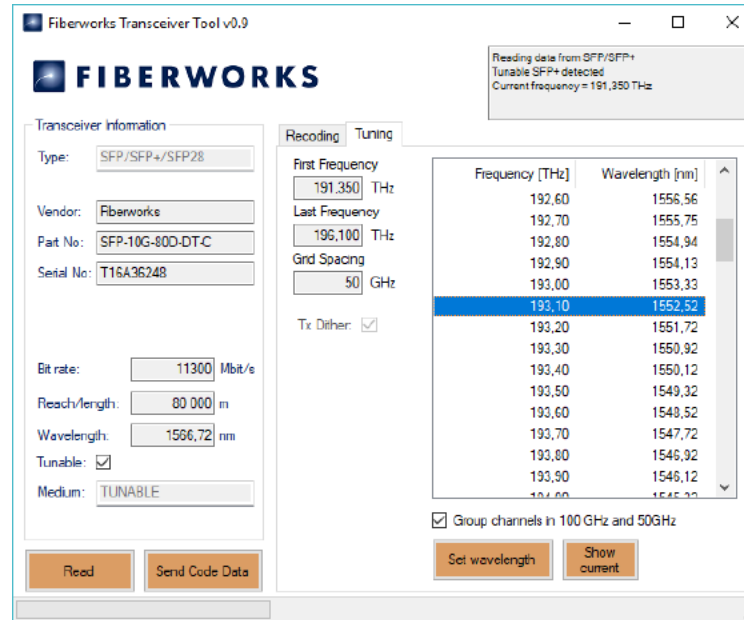 Fiberworks Transceiver Tool v0.9
FIBERWORKS
Reading data from SFP/SFP+
Tunable SFP+ detected
Current frequency = 191,350 THz
Transceiver Information
Type: SFP/SFP+/SFP28
Vendor: Fiberworks
Part No: SFP-10G-80D-DT-C
Serial No: T16A36248
Bit rate: 11300 Mbit/s
Reach/length: 80 000 m
Wavelength: 1566,72 nm
Tunable:
Medium: TUNABLE
Read
Send Code Data
Recoding Tuning
First Frequency
191,350 THz
Last Frequency
196,100 THz
Grid Spacing
50 GHz
Tx Dither:
Frequency [THz] Wavelength [nm]
192,60 1556,56
192,70 1555,75
192,80 1554,94
192,90 1554,13
193,00 1553,33
193,10 1552,52
193,20 1551,72
193,30 1550,92
193,40 1550,12
193,50 1549,32
193,60 1548,52
193,70 1547,72
193,80 1546,92
193,90 1546,12
194,00 1545,32
Group channels in 100 GHz and 50GHz
Set wavelength
Show
current